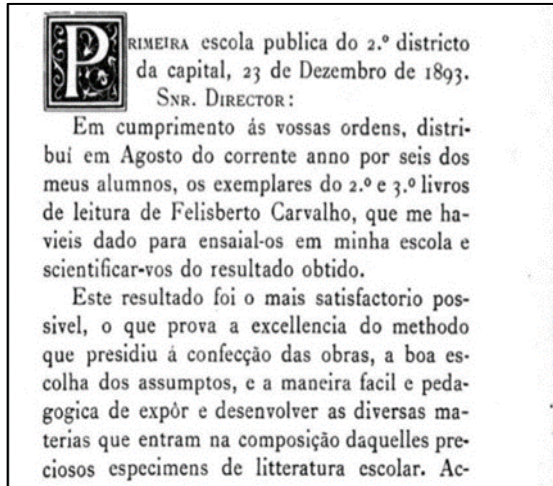 PRIMEIRA escola publica do 2.º districto
da capital, 23 de Dezembro de 1893.
SNR. DIRECTOR:
Em cumprimento ás vossas ordens, distri-
buí em Agosto do corrente anno por seis dos
meus alumnos, os exemplares do 2.º e 3.º livros
de leitura de Felisberto Carvalho, que me ha-
vieis dado para ensaial-os em minha escola e
scientificar-vos do resultado obtido.
Este resultado foi o mais satisfactorio pos-
sivel, o que prova a excellencia do methodo
que presidiu á confecção das obras, a boa es-
colha dos assumptos, e a maneira facil e peda-
gogica de expôr e desenvolver as diversas ma-
terias que entram na composição daquelles pre-
ciosos especimens de litteratura escolar. Ac-